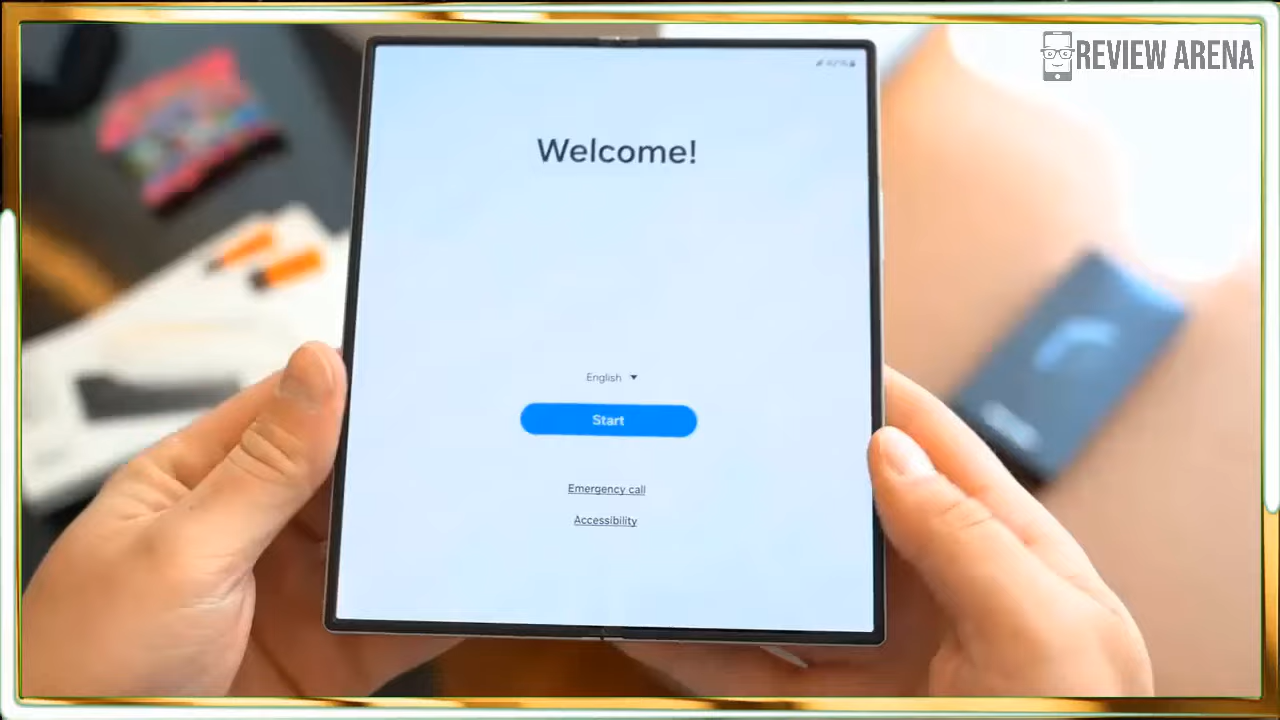 REVIEW ARENA
Welcome!
English
Start
Emergency call
Accessibility